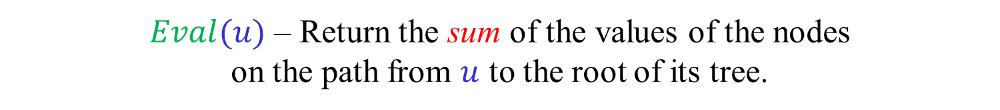 Eval(u) – Return the sum of the values of the nodes
on the path from u to the root of its tree.